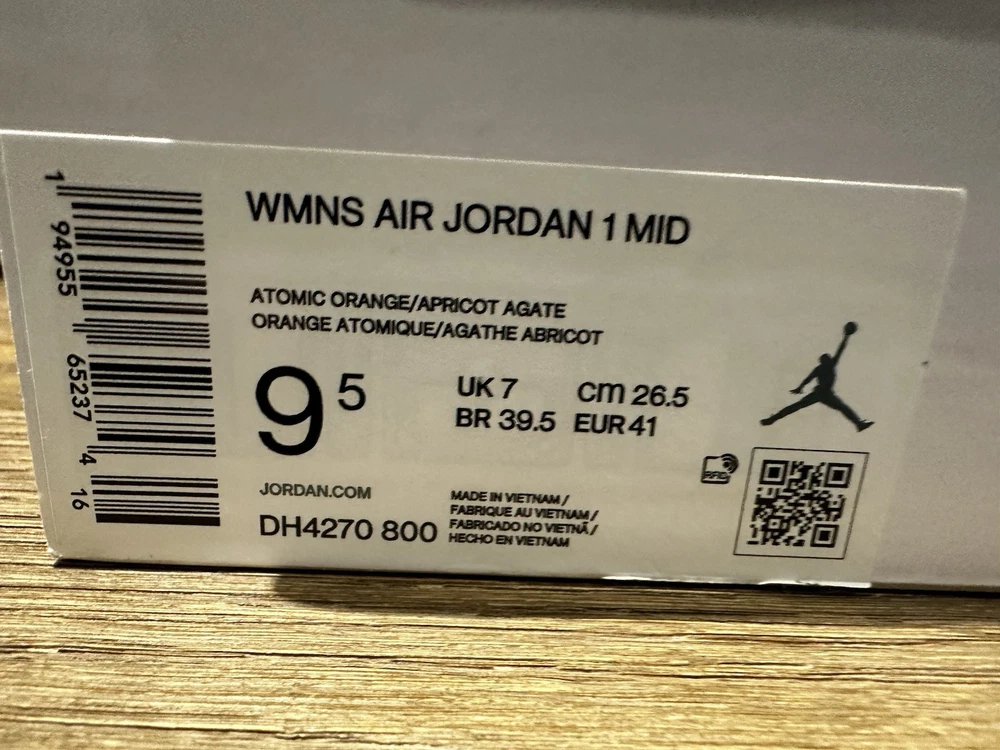 WMNS AIR JORDAN 1 MID
ATOMIC ORANGE/APRICOT AGATE
ORANGE ATOMIQUE/AGATHE ABRICOT
9 5
UK 7 cm 26.5
BR 39.5 EUR 41
JORDAN.COM
DH4270 800
MADE IN VIETNAM /
FABRIQUE AU VIETNAM /
FABRICADO NO VIETNÃ /
HECHO EN VIETNAM
RFID
1 94955 65237 4 16